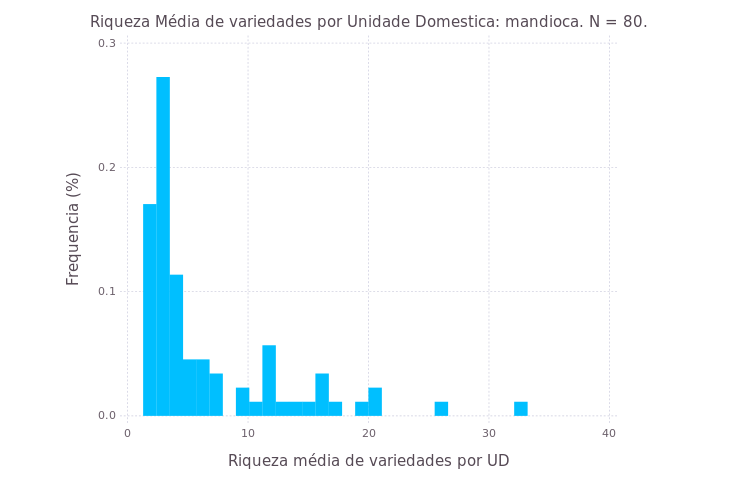 Riqueza Média de variedades por Unidade Domestica: mandioca. N = 80.
0.3
0.2
0.1
0.0
Frequencia (%)
0 10 20 30 40
Riqueza média de variedades por UD